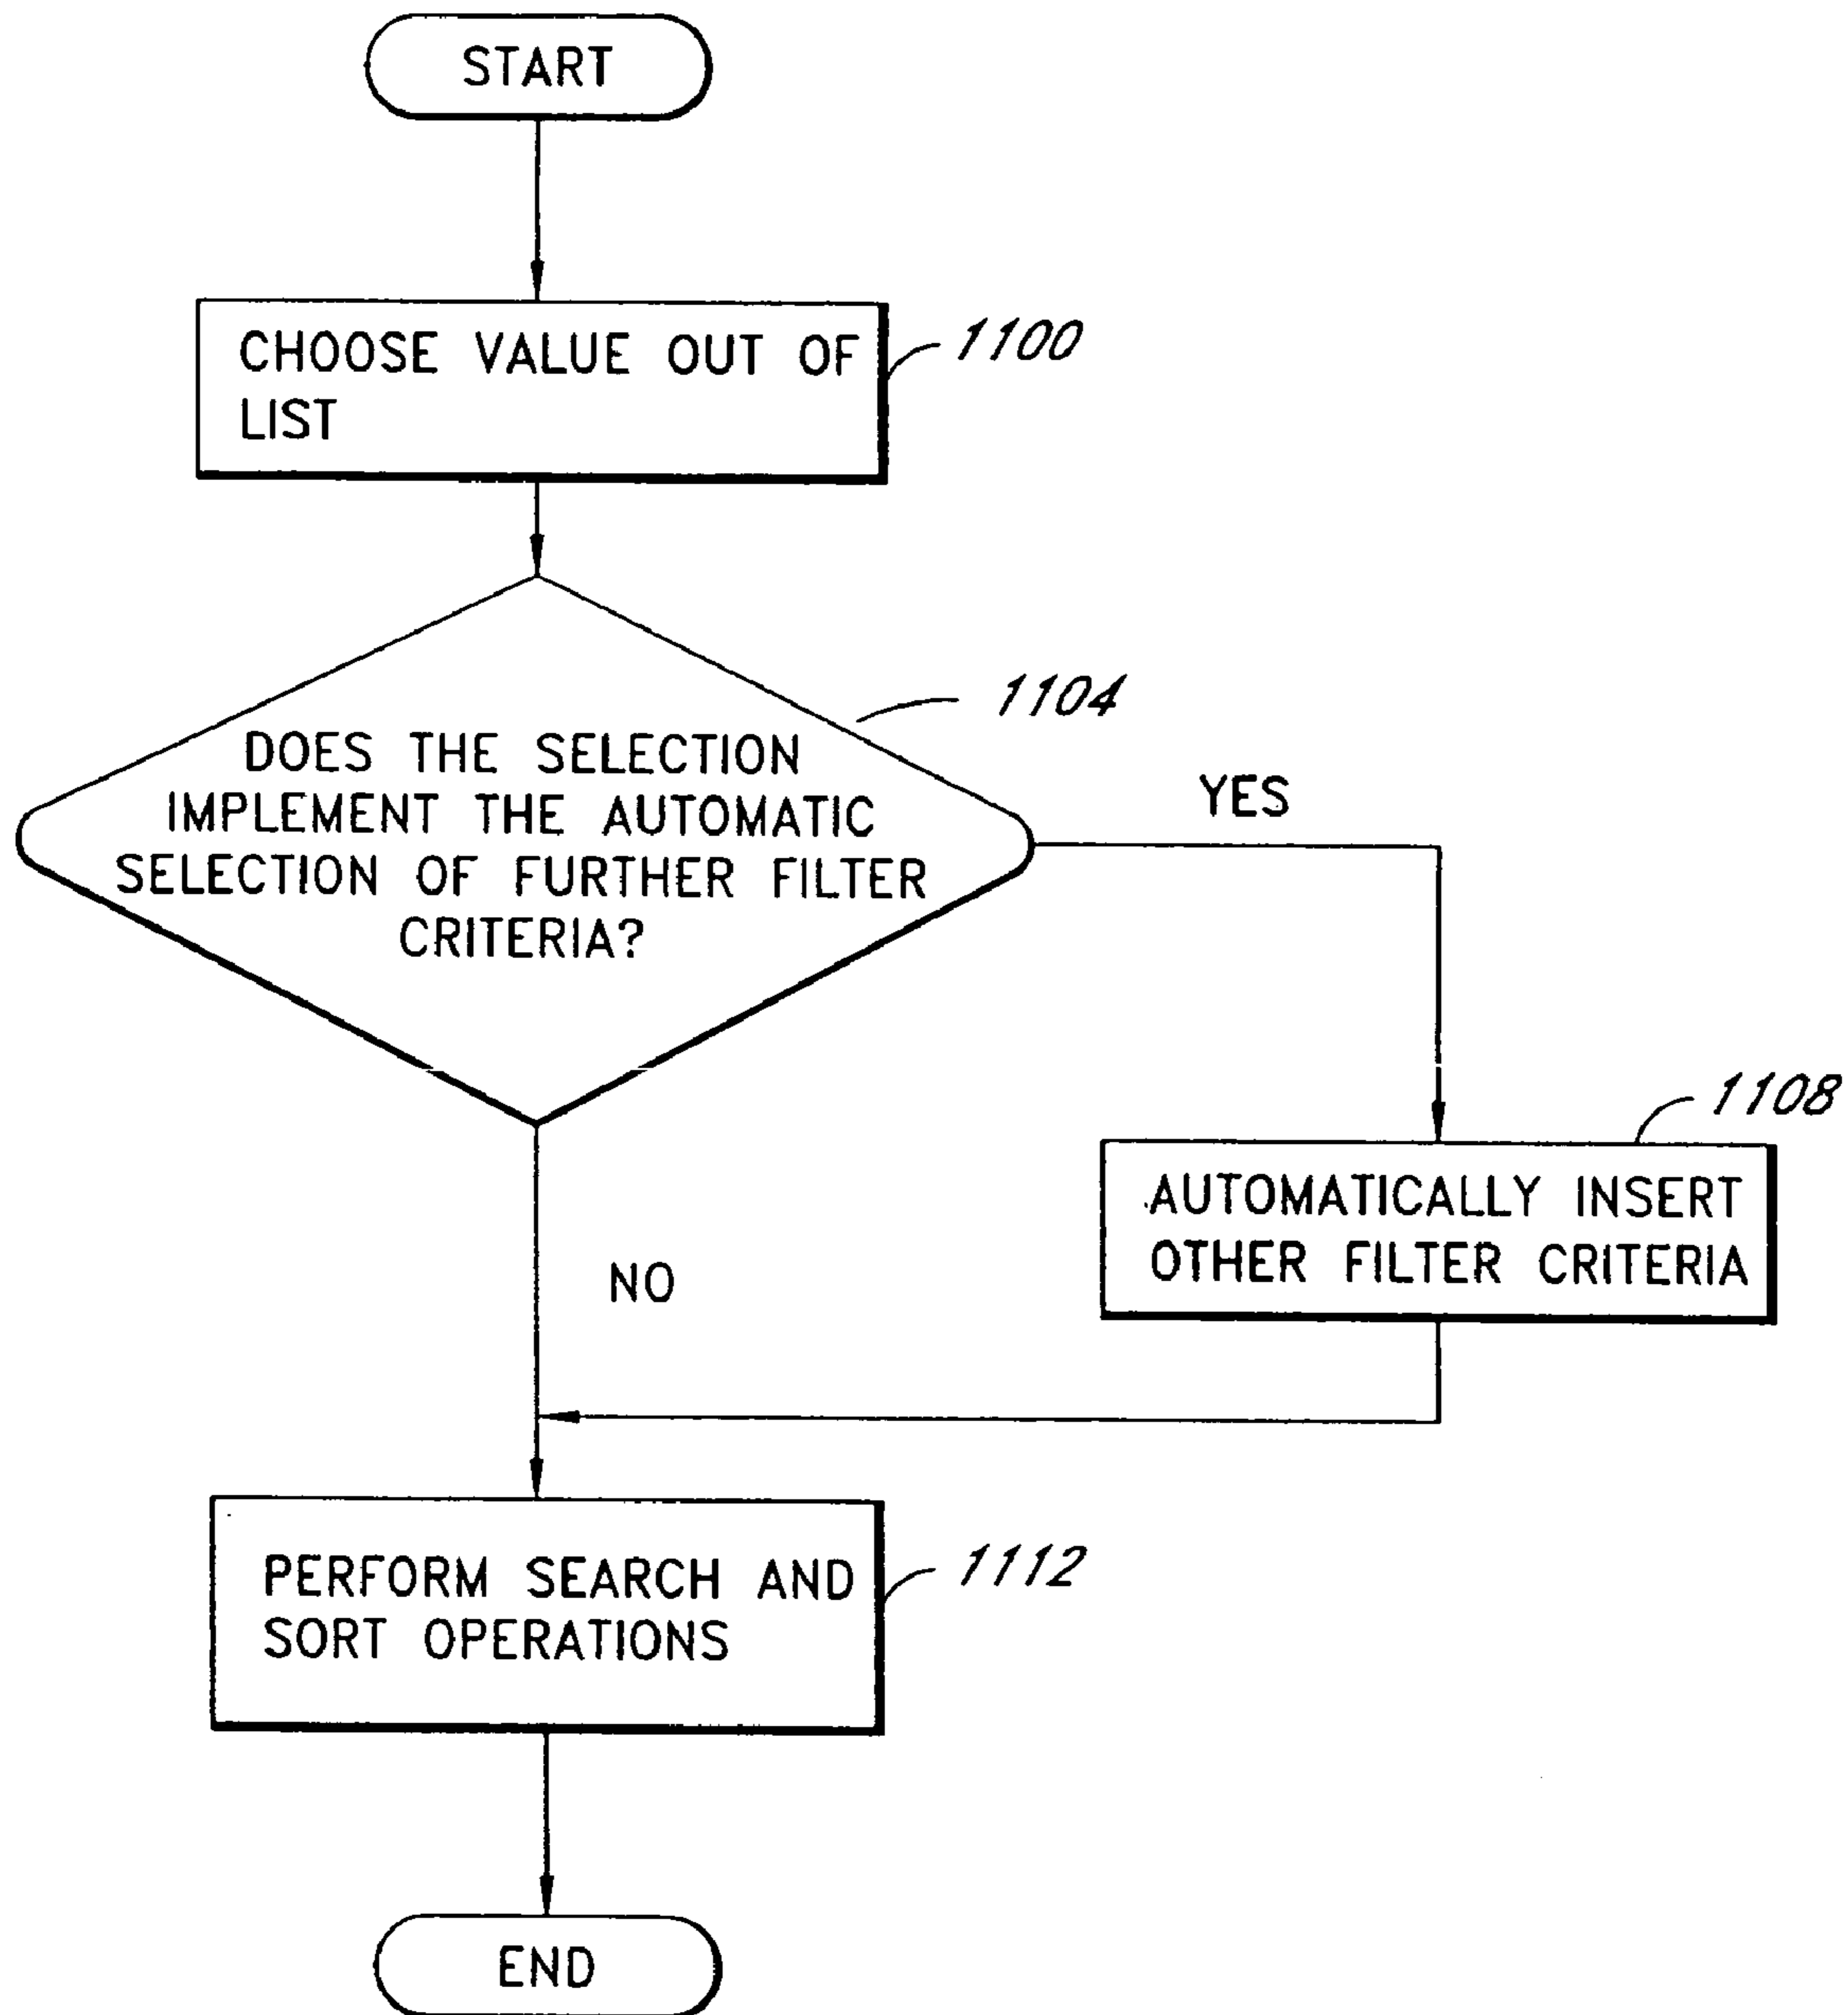 START
CHOOSE VALUE OUT OF
LIST
1100
1104
DOES THE SELECTION
IMPLEMENT THE AUTOMATIC
SELECTION OF FURTHER FILTER
CRITERIA?
YES
1108
AUTOMATICALLY INSERT
OTHER FILTER CRITERIA
NO
PERFORM SEARCH AND
SORT OPERATIONS
1112
END